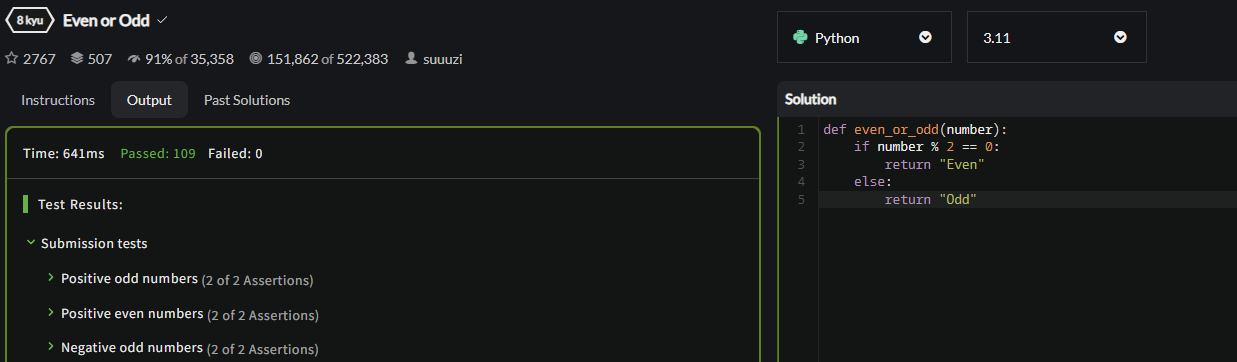 8 kyu Even or Odd
2767 507 91% of 35,358 151,862 of 522,383 suuuzi
Instructions Output Past Solutions
Time: 641ms Passed: 109 Failed: 0
Test Results:
Submission tests
Positive odd numbers (2 of 2 Assertions)
Positive even numbers (2 of 2 Assertions)
Negative odd numbers (2 of 2 Assertions)
Python 3.11
Solution
1 def even_or_odd(number):
2     if number % 2 == 0:
3         return "Even"
4     else:
5         return "Odd"